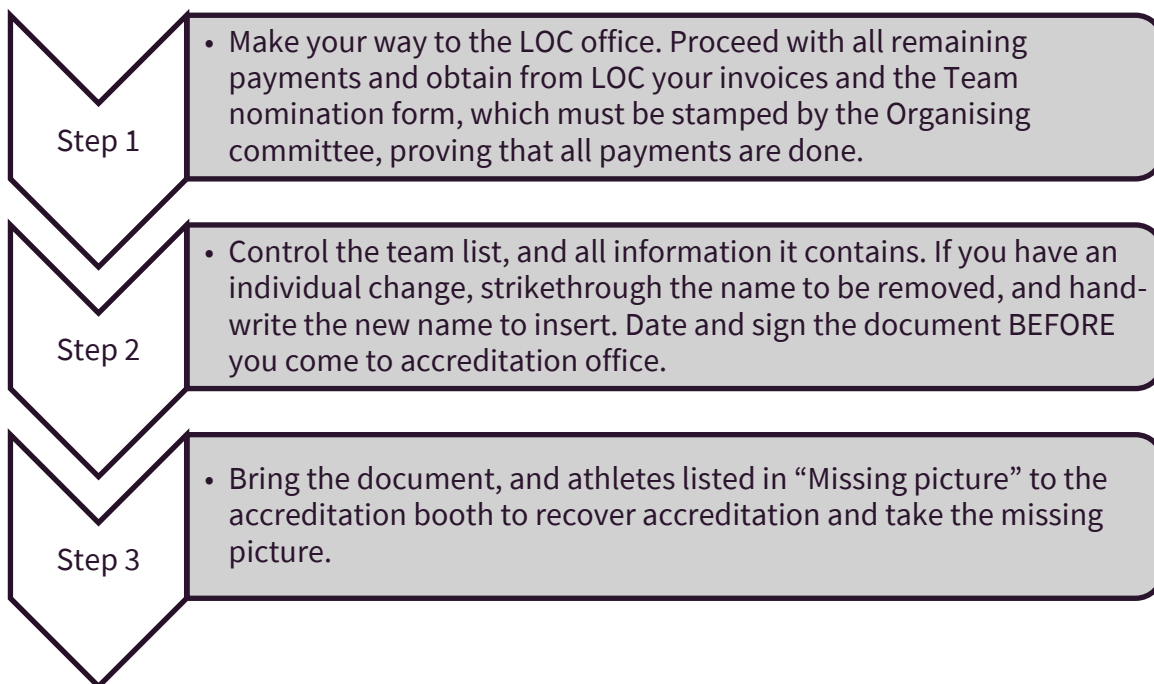 Step 1
• Make your way to the LOC office. Proceed with all remaining
payments and obtain from LOC your invoices and the Team
nomination form, which must be stamped by the Organising
committee, proving that all payments are done.
Step 2
• Control the team list, and all information it contains. If you have an
individual change, strikethrough the name to be removed, and hand-
write the new name to insert. Date and sign the document BEFORE
you come to accreditation office.
Step 3
• Bring the document, and athletes listed in “Missing picture” to the
accreditation booth to recover accreditation and take the missing
picture.